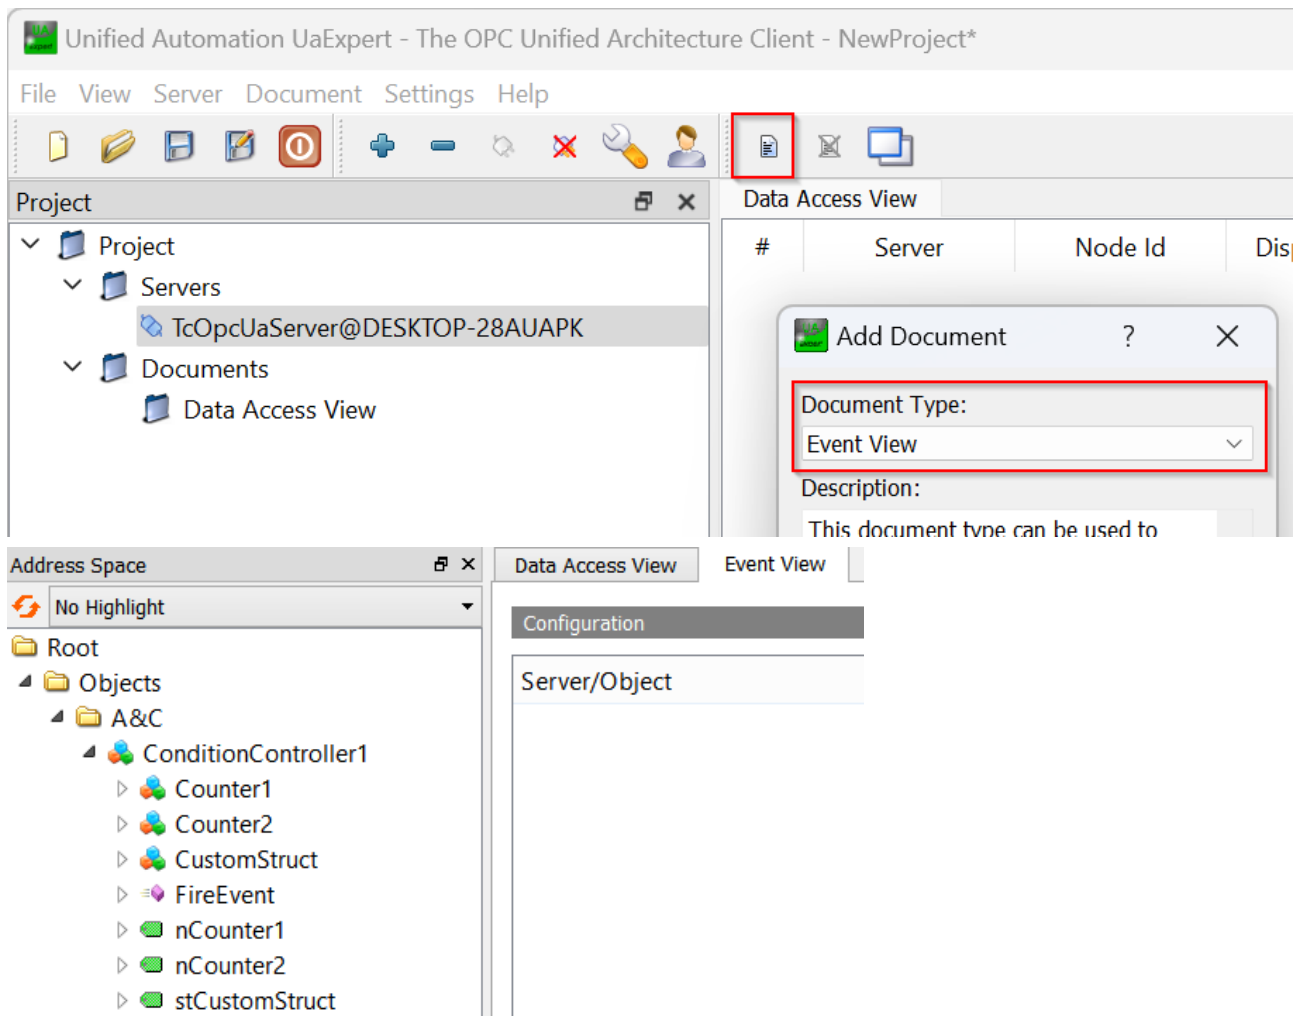 Unified Automation UaExpert - The OPC Unified Architecture Client - NewProject*
File View Server Document Settings Help
Project
Project
Servers
TcOpcUaServer@DESKTOP-28AUAPK
Documents
Data Access View
Data Access View
# Server Node Id
Add Document ?
Document Type:
Event View
Description:
This document type can be used to
Address Space
No Highlight
Root
Objects
A&C
ConditionController1
Counter1
Counter2
CustomStruct
FireEvent
nCounter1
nCounter2
stCustomStruct
Data Access View Event View
Configuration
Server/Object